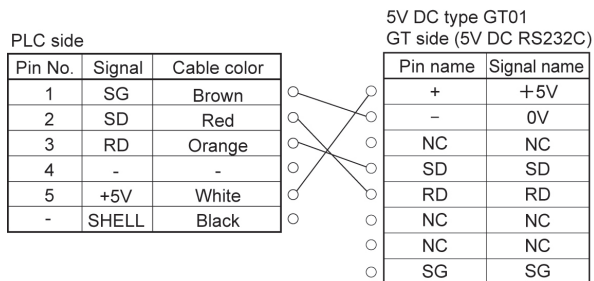 5V DC type GT01
PLC side
GT side (5V DC RS232C)
Pin No. Signal Cable color
1 SG Brown
2 SD Red
3 RD Orange
4 - -
5 +5V White
- SHELL Black
Pin name Signal name
+ +5V
− 0V
NC NC
SD SD
RD RD
NC NC
NC NC
SG SG